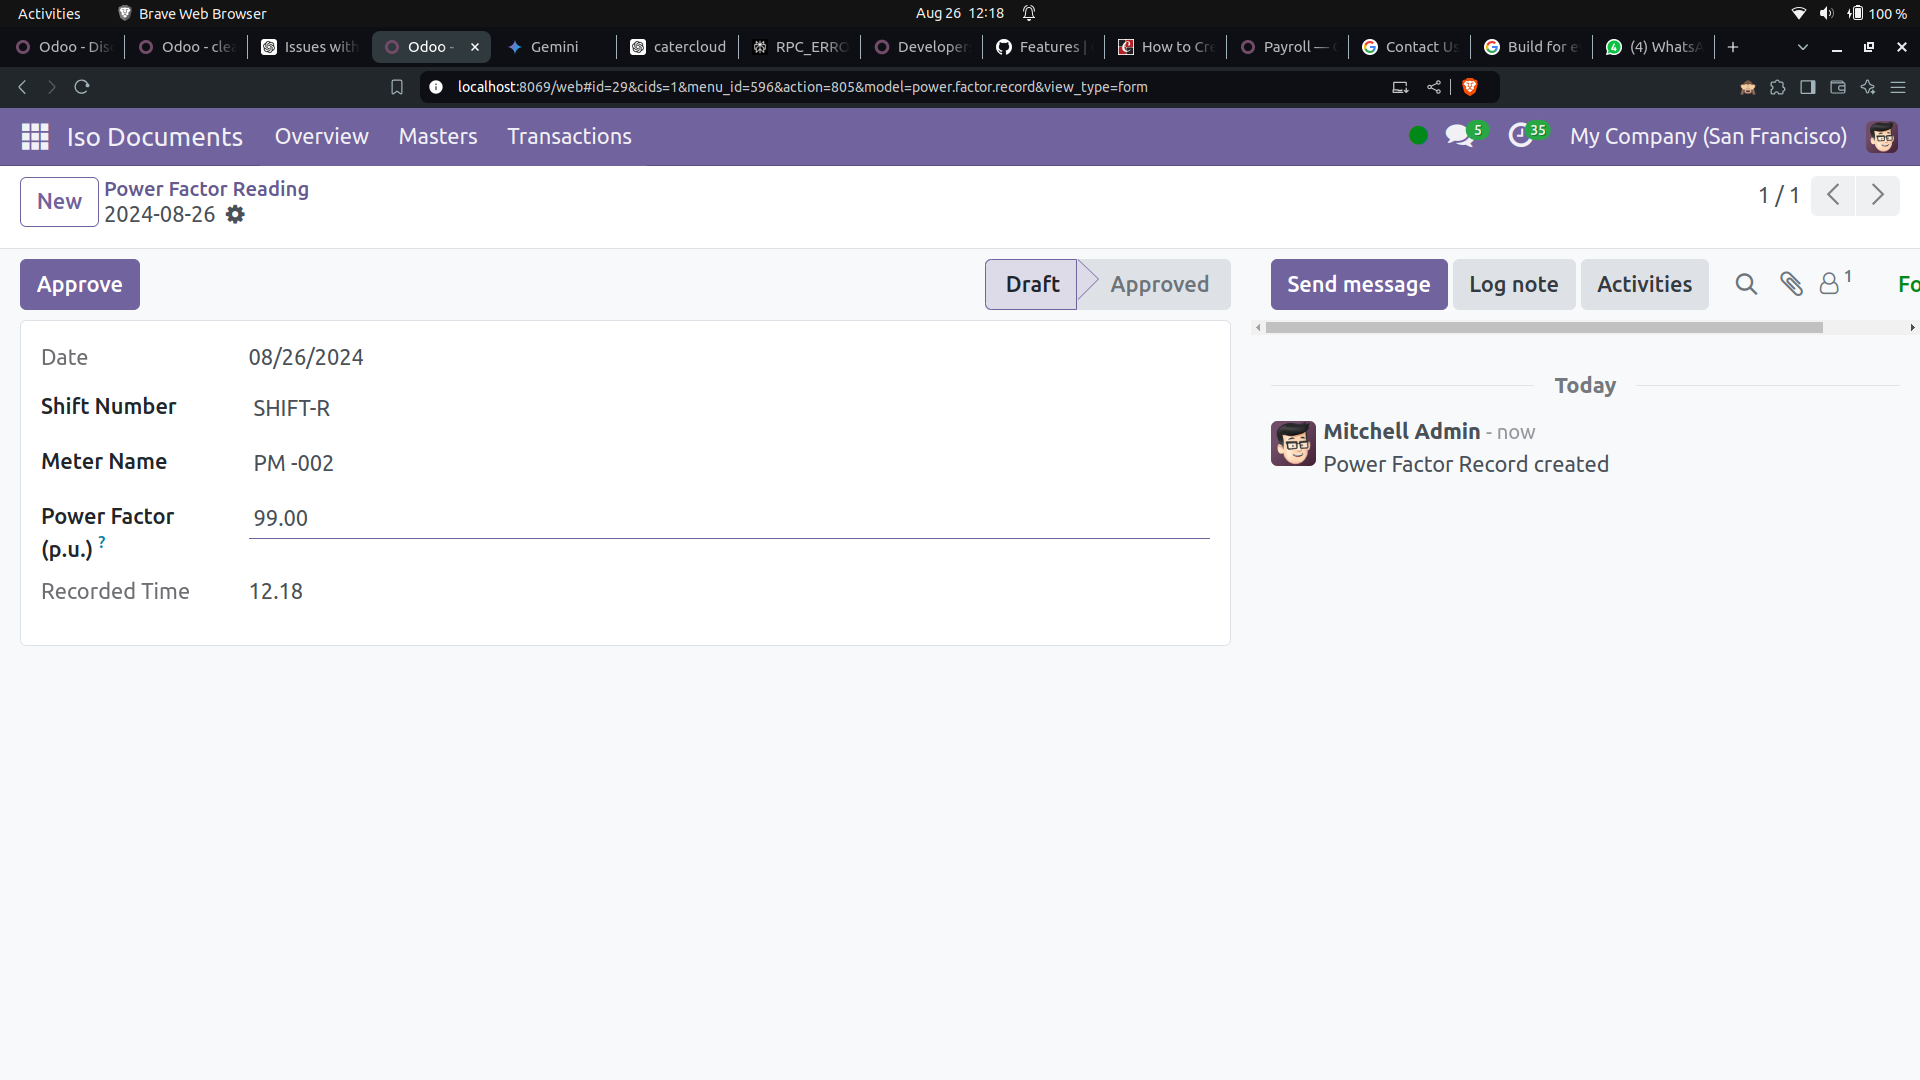 Activities Brave Web Browser Aug 26 12:18 100 %
Odoo - Dis Odoo - clea Issues with Odoo - Gemini catercloud RPC_ERRO Developer Features | How to Cre Payroll — Contact Us Build for e (4) WhatsA
localhost:8069/web#id=29&cids=1&menu_id=596&action=805&model=power.factor.record&view_type=form
Iso Documents Overview Masters Transactions 5 35 My Company (San Francisco)
New Power Factor Reading 1 / 1
2024-08-26
Approve Draft Approved Send message Log note Activities 1 Fo
Date 08/26/2024
Shift Number SHIFT-R
Meter Name PM -002
Power Factor (p.u.) ? 99.00
Recorded Time 12.18
Today
Mitchell Admin - now
Power Factor Record created